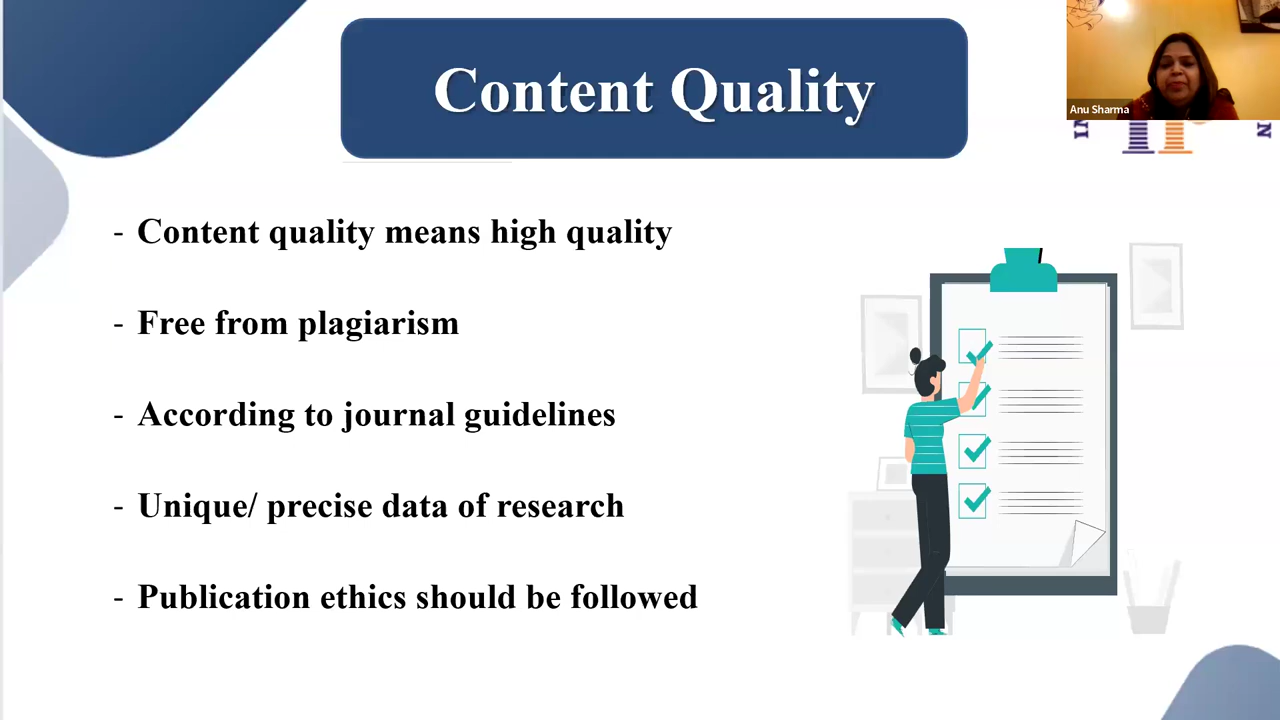 Content Quality
Anu Sharma
- Content quality means high quality
- Free from plagiarism
- According to journal guidelines
- Unique/ precise data of research
- Publication ethics should be followed